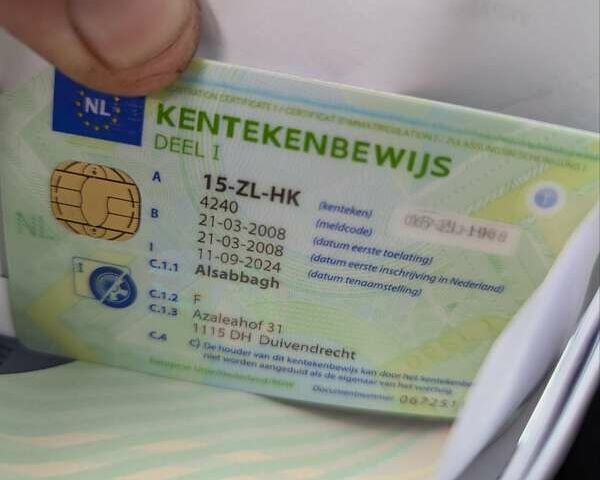 NL
KENTEKENBEWIJS
DEEL I
A 15-ZL-HK (kenteken)
4240 (meldcode)
B 21-03-2008 (datum eerste toelating)
21-03-2008 (datum eerste inschrijving in Nederland)
I 11-09-2024 (datum tenaamstelling)
C.1.1 Alsabbagh
C.1.2 F
C.1.3 Azaleahof 31
1115 DH Duivendrecht
C.4 c) De houder van dit kentekenbewijs kan door het
niet worden aangeduid als de eigenaar van het voertuig.
Documentnummer 067251